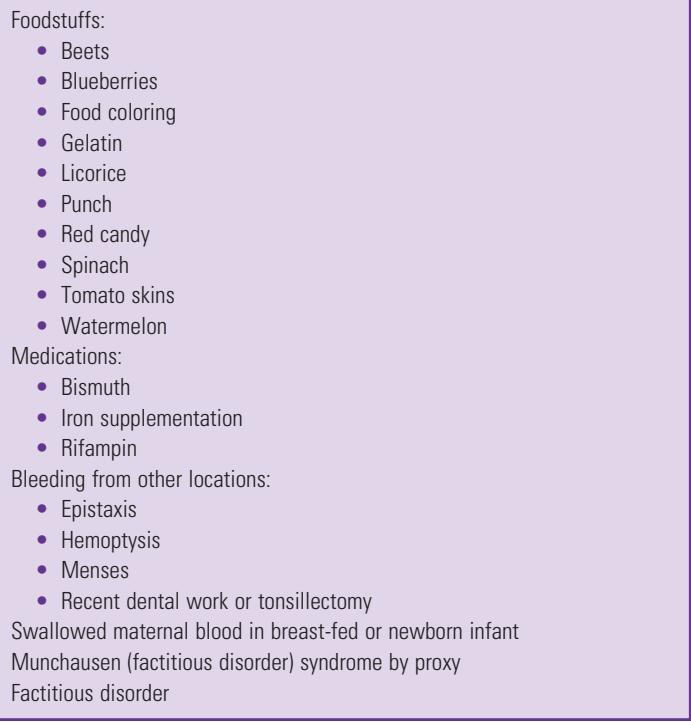 Foodstuffs:
• Beets
• Blueberries
• Food coloring
• Gelatin
• Licorice
• Punch
• Red candy
• Spinach
• Tomato skins
• Watermelon
Medications:
• Bismuth
• Iron supplementation
• Rifampin
Bleeding from other locations:
• Epistaxis
• Hemoptysis
• Menses
• Recent dental work or tonsillectomy
Swallowed maternal blood in breast-fed or newborn infant
Munchausen (factitious disorder) syndrome by proxy
Factitious disorder